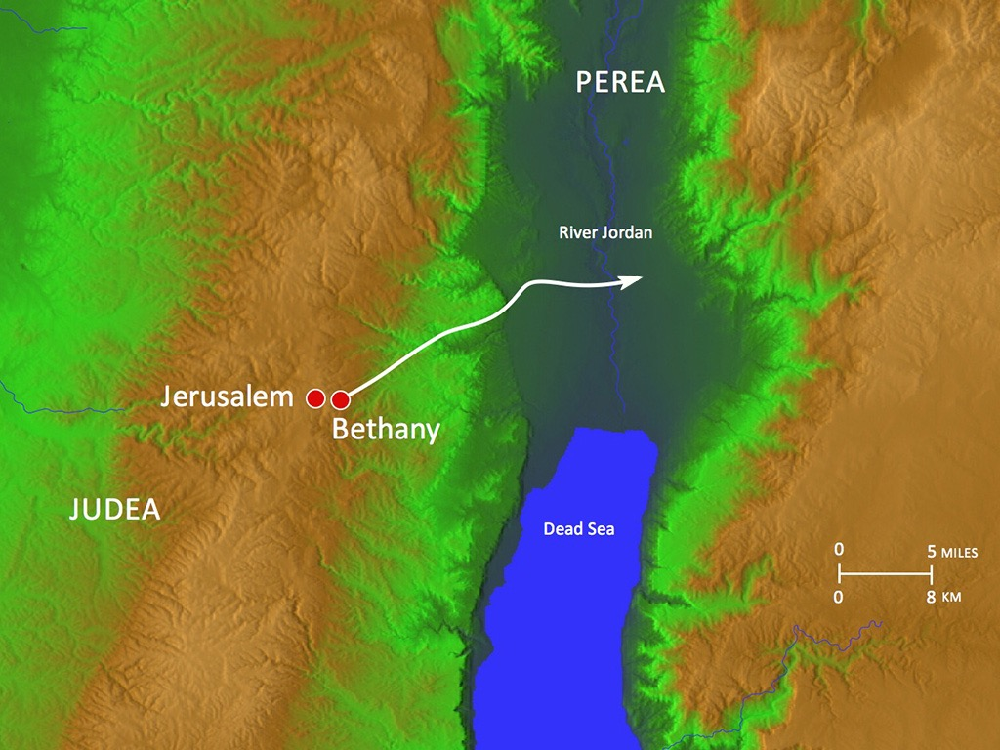 PEREA
River Jordan
Jerusalem
Bethany
JUDEA
Dead Sea
0 5 MILES
0 8 KM